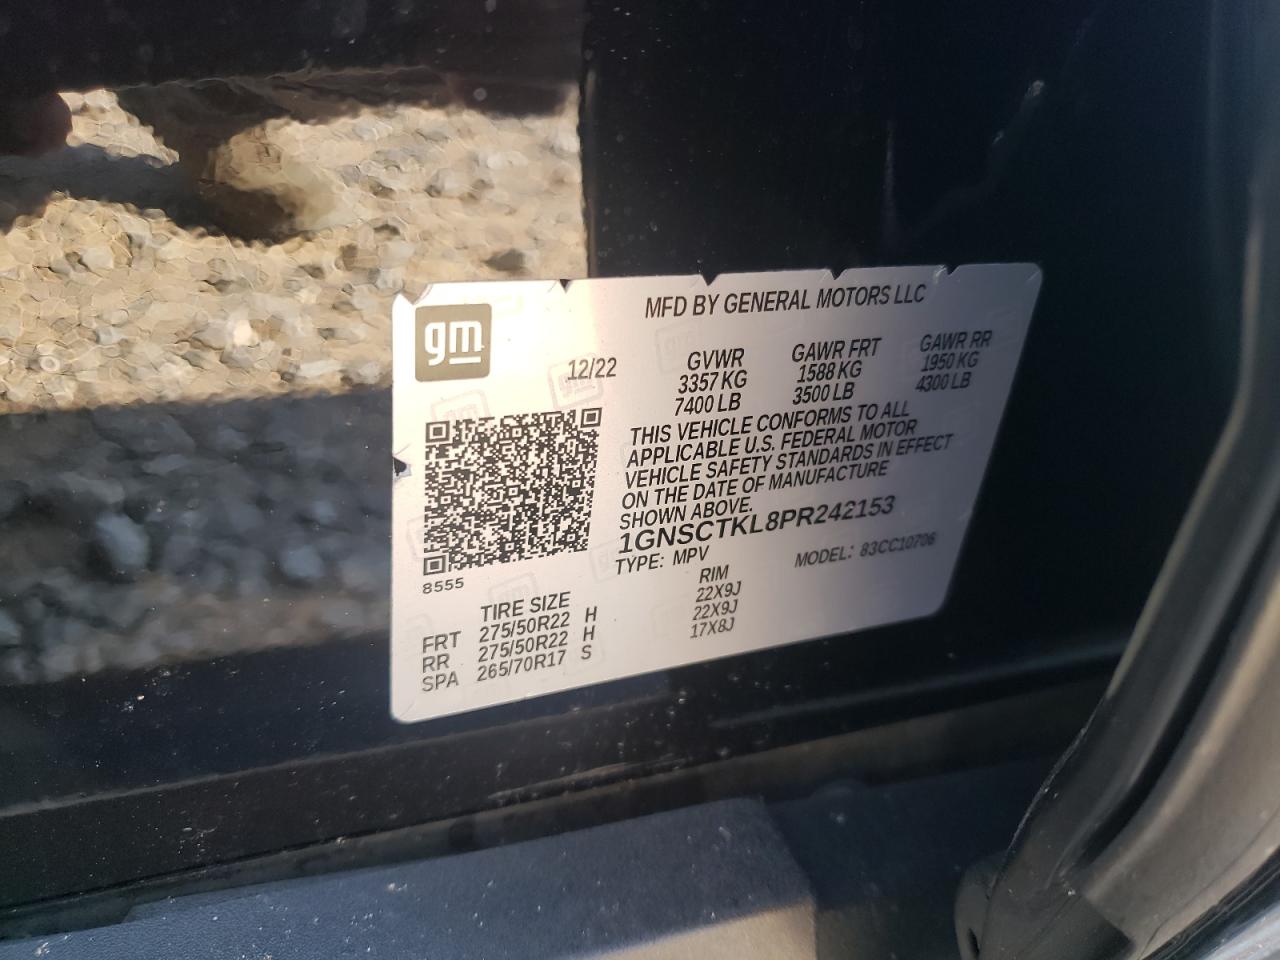 gm
MFD BY GENERAL MOTORS LLC
12/22
GVWR GAWR FRT GAWR RR
3357 KG 1588 KG 1950 KG
7400 LB 3500 LB 4300 LB
THIS VEHICLE CONFORMS TO ALL
APPLICABLE U.S. FEDERAL MOTOR
VEHICLE SAFETY STANDARDS IN EFFECT
ON THE DATE OF MANUFACTURE
SHOWN ABOVE.
1GNSCTKL8PR242153
TYPE: MPV MODEL: 83CC10706
8555
TIRE SIZE RIM
FRT 275/50R22 H 22X9J
RR 275/50R22 H 22X9J
SPA 265/70R17 S 17X8J